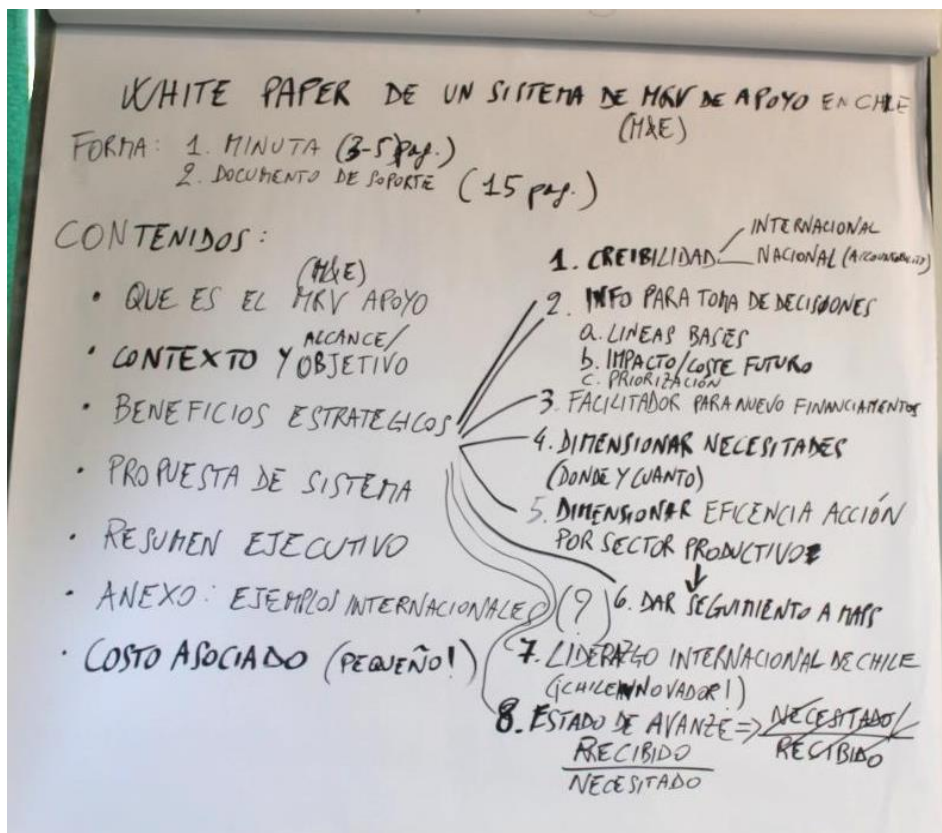 WHITE PAPER DE UN SISTEMA DE MRV DE APOYO EN CHILE
(M&E)
FORMA: 1. MINUTA (3-5 pag.)
2. DOCUMENTO DE SOPORTE (15 pag.)
CONTENIDOS:
(M&E)
• QUE ES EL MRV APOYO
ALCANCE/
• CONTEXTO Y OBJETIVO
• BENEFICIOS ESTRATEGICOS
• PROPUESTA DE SISTEMA
• RESUMEN EJECUTIVO
• ANEXO: EJEMPLOS INTERNACIONALES (?)
• COSTO ASOCIADO (PEQUEÑO!)
INTERNACIONAL
1. CREIBILIDAD NACIONAL (ACCOUNTABILITY)
2. INFO PARA TOMA DE DECISIONES
a. LINEAS BASES
b. IMPACTO/COSTE FUTURO
c. PRIORIZACIÓN
3. FACILITADOR PARA NUEVO FINANCIAMENTOS
4. DIMENSIONAR NECESITADES
(DONDE Y CUANTO)
5. DIMENSIONAR EFICENCIA ACCIÓN
POR SECTOR PRODUCTIVO
6. DAR SEGUIMIENTO A MAPS
7. LIDERAZGO INTERNACIONAL DE CHILE
(¡CHILE INNOVADOR!)
8. ESTADO DE AVANZE => NECESITADO/
RECIBIDO
RECIBIDO
NECESITADO